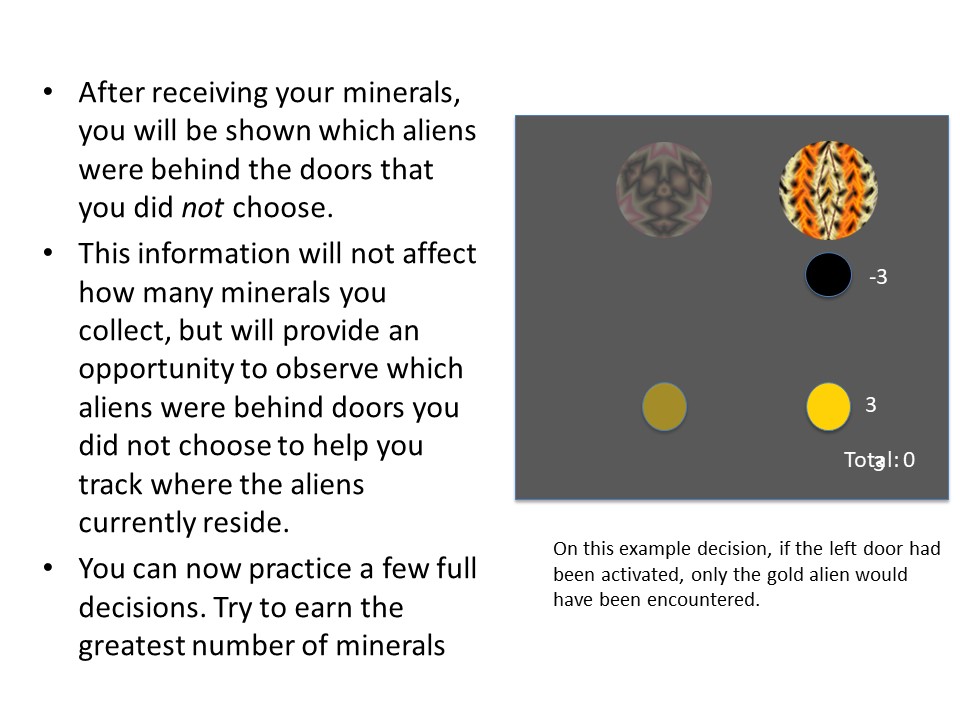 • After receiving your minerals,
you will be shown which aliens
were behind the doors that
you did not choose.
• This information will not affect
how many minerals you
collect, but will provide an
opportunity to observe which
aliens were behind doors you
did not choose to help you
track where the aliens
currently reside.
• You can now practice a few full
decisions. Try to earn the
greatest number of minerals
-3
3
Total: 0
3
On this example decision, if the left door had
been activated, only the gold alien would
have been encountered.